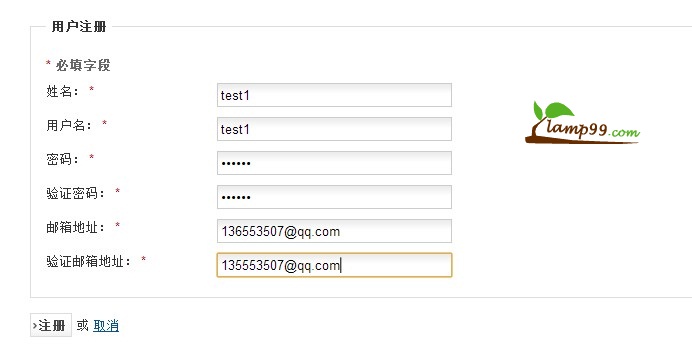 用户注册
* 必填字段
姓名： * test1
用户名： * test1
lamp99.com
密码： * ••••••
验证密码： * ••••••
邮箱地址： * 136553507@qq.com
验证邮箱地址： * 135553507@qq.com
›注册 或 取消